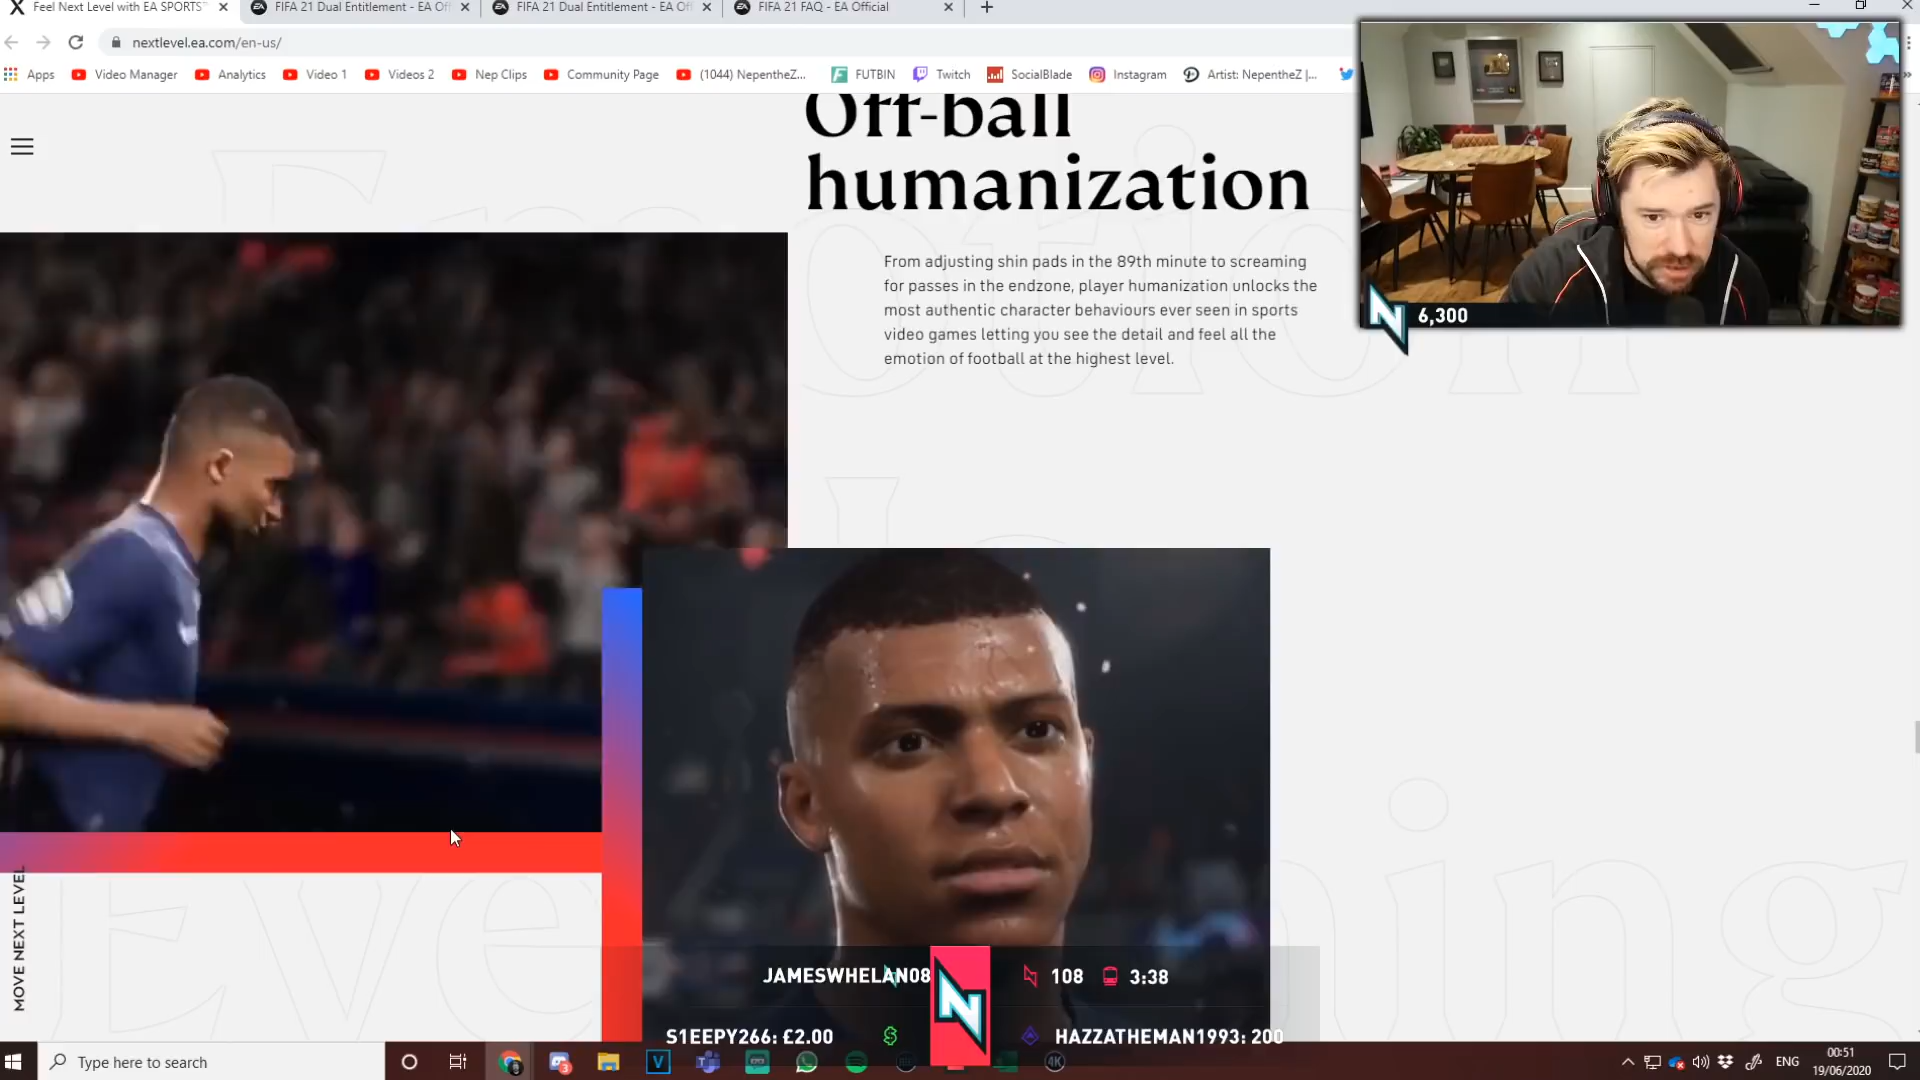 Feel Next Level with EA SPORTS™
FIFA 21 Dual Entitlement - EA Of
FIFA 21 Dual Entitlement - EA Of
FIFA 21 FAQ - EA Official
nextlevel.ea.com/en-us/
Apps
Video Manager
Analytics
Video 1
Videos 2
Nep Clips
Community Page
(1044) NepentheZ...
FUTBIN
Twitch
SocialBlade
Instagram
Artist: NepentheZ |...
Off-ball
humanization
From adjusting shin pads in the 89th minute to screaming
for passes in the endzone, player humanization unlocks the
most authentic character behaviours ever seen in sports
video games letting you see the detail and feel all the
emotion of football at the highest level.
6,300
MOVE NEXT LEVEL
JAMESWHELAN08
108
3:38
S1EEPY266: £2.00
HAZZATHEMAN1993: 200
Type here to search
ENG
00:51
19/06/2020